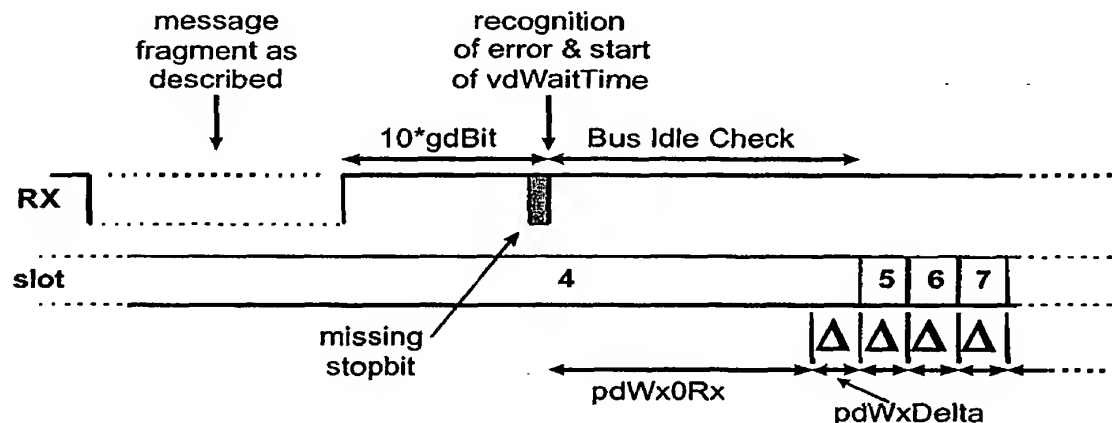 message
fragment as
described
recognition
of error & start
of vdWaitTime
10*gdBit
Bus Idle Check
RX
slot
4
5
6
7
missing
stopbit
Δ Δ Δ Δ
pdWx0Rx
pdWxDelta